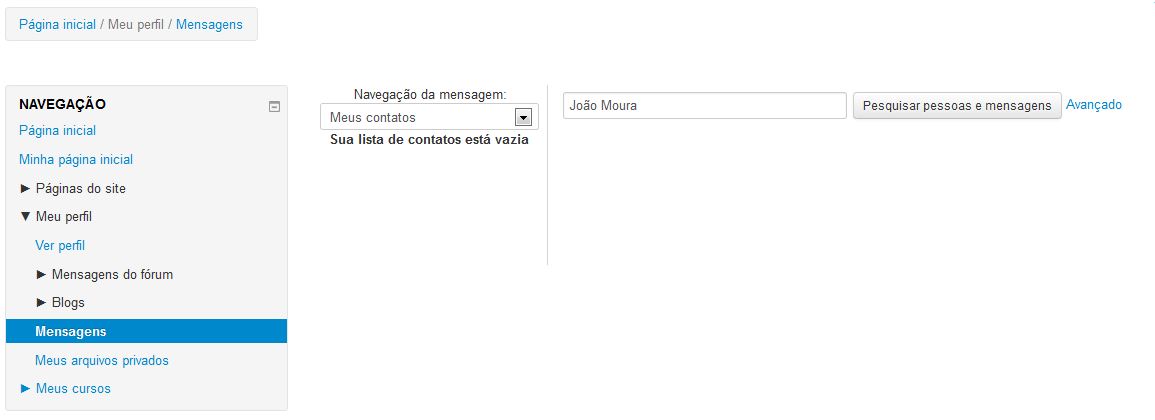 Página inicial / Meu perfil / Mensagens
NAVEGAÇÃO
Página inicial
Minha página inicial
► Páginas do site
▼ Meu perfil
Ver perfil
► Mensagens do fórum
► Blogs
Mensagens
Meus arquivos privados
► Meus cursos
Navegação da mensagem:
Meus contatos
Sua lista de contatos está vazia
João Moura Pesquisar pessoas e mensagens Avançado